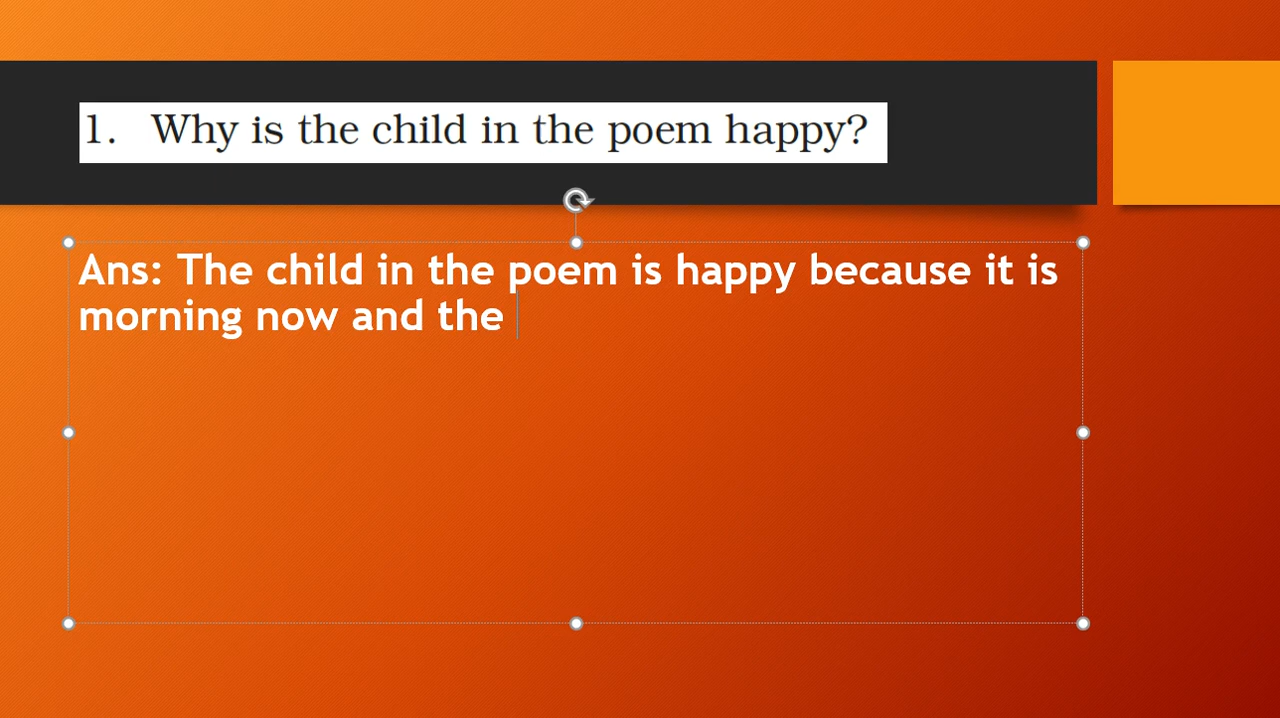 1. Why is the child in the poem happy?
Ans: The child in the poem is happy because it is
morning now and the